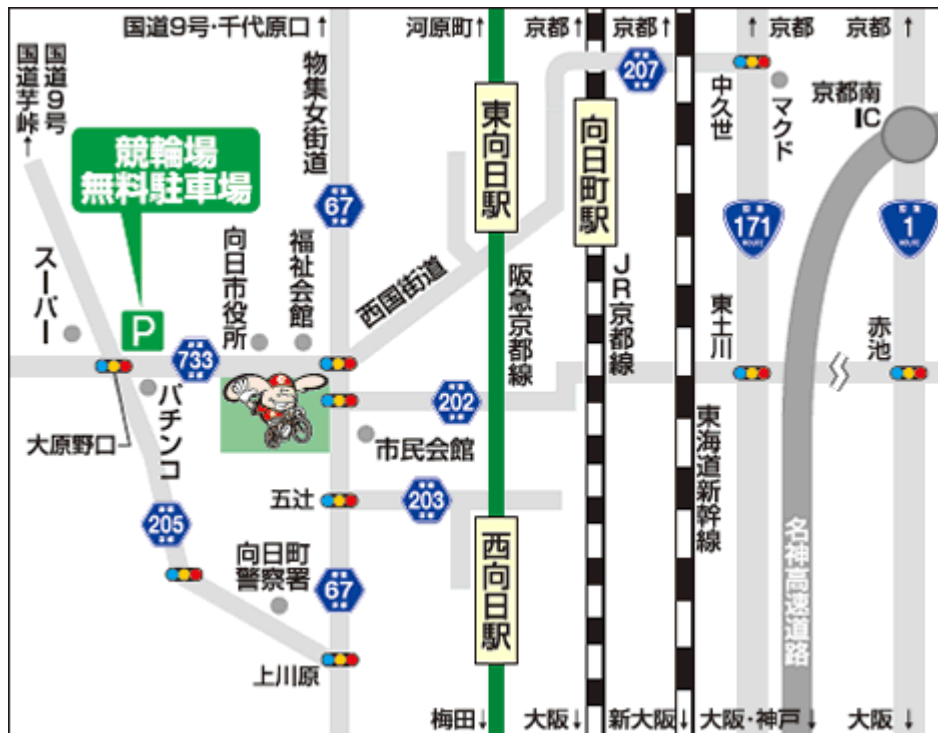 国道9号・千代原口↑
河原町↑
京都↑
京都↑
↑京都
京都↑
国道9号
国道芋峠→
物集女街道
207
中久世
マクド
京都南
IC
競輪場
無料駐車場
東向日駅
向日町駅
67
171
ROUTE
1
ROUTE
スーパー
向日市役所
福祉会館
西国街道
阪急京都線
JR京都線
東土川
赤池
P
733
202
大原野口
パチンコ
市民会館
東海道新幹線
五辻
203
205
向日町
警察署
67
西向日駅
名神高速道路
上川原
梅田↓
大阪↓
新大阪↓
大阪・神戸↓
大阪↓